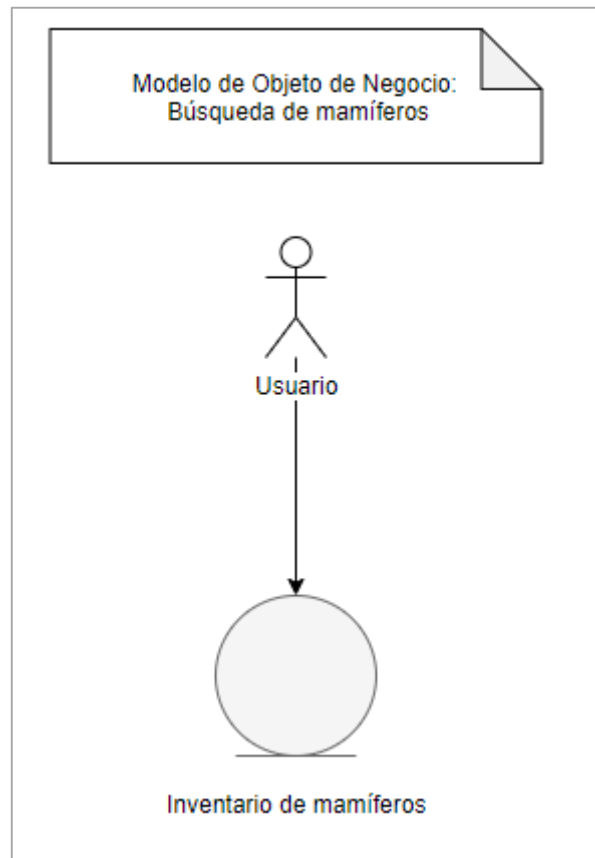 Modelo de Objeto de Negocio:
Búsqueda de mamíferos
Usuario
Inventario de mamíferos